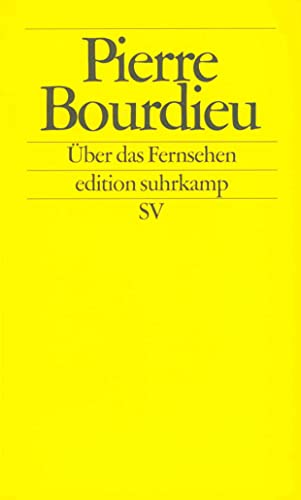 Pierre
Bourdieu
Über das Fernsehen
edition suhrkamp
SV